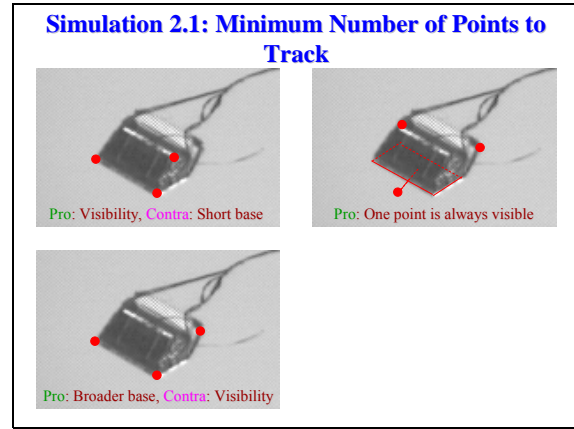 Simulation 2.1: Minimum Number of Points to
Track
Pro: Visibility, Contra: Short base
Pro: One point is always visible
Pro: Broader base, Contra: Visibility